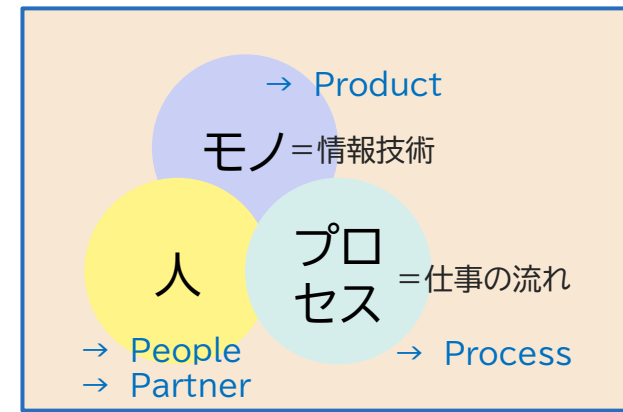 → Product
モノ=情報技術
人
プロ
セス
=仕事の流れ
→ People
→ Partner
→ Process